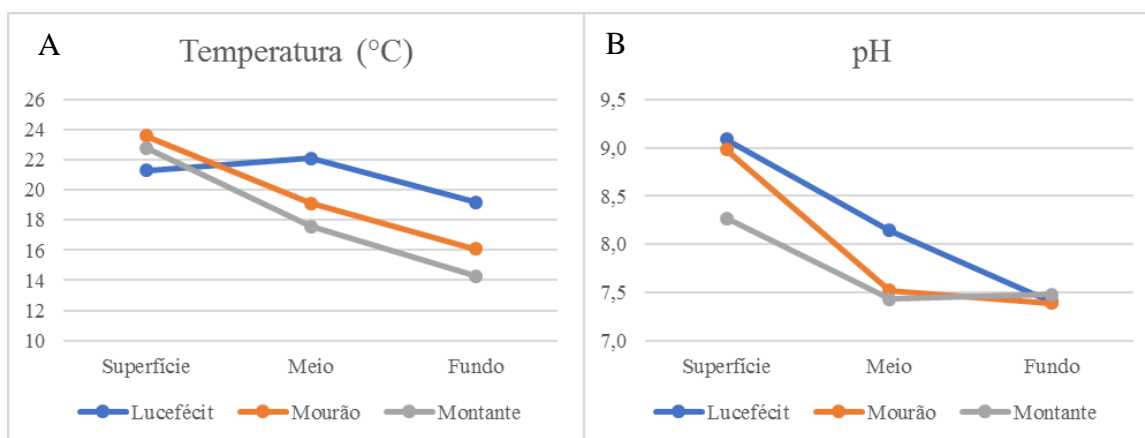 A
Temperatura (°C)
26
24
22
20
18
16
14
12
10
Superfície Meio Fundo
Lucefécit Mourão Montante
B
pH
9,5
9,0
8,5
8,0
7,5
7,0
Superfície Meio Fundo
Lucefécit Mourão Montante